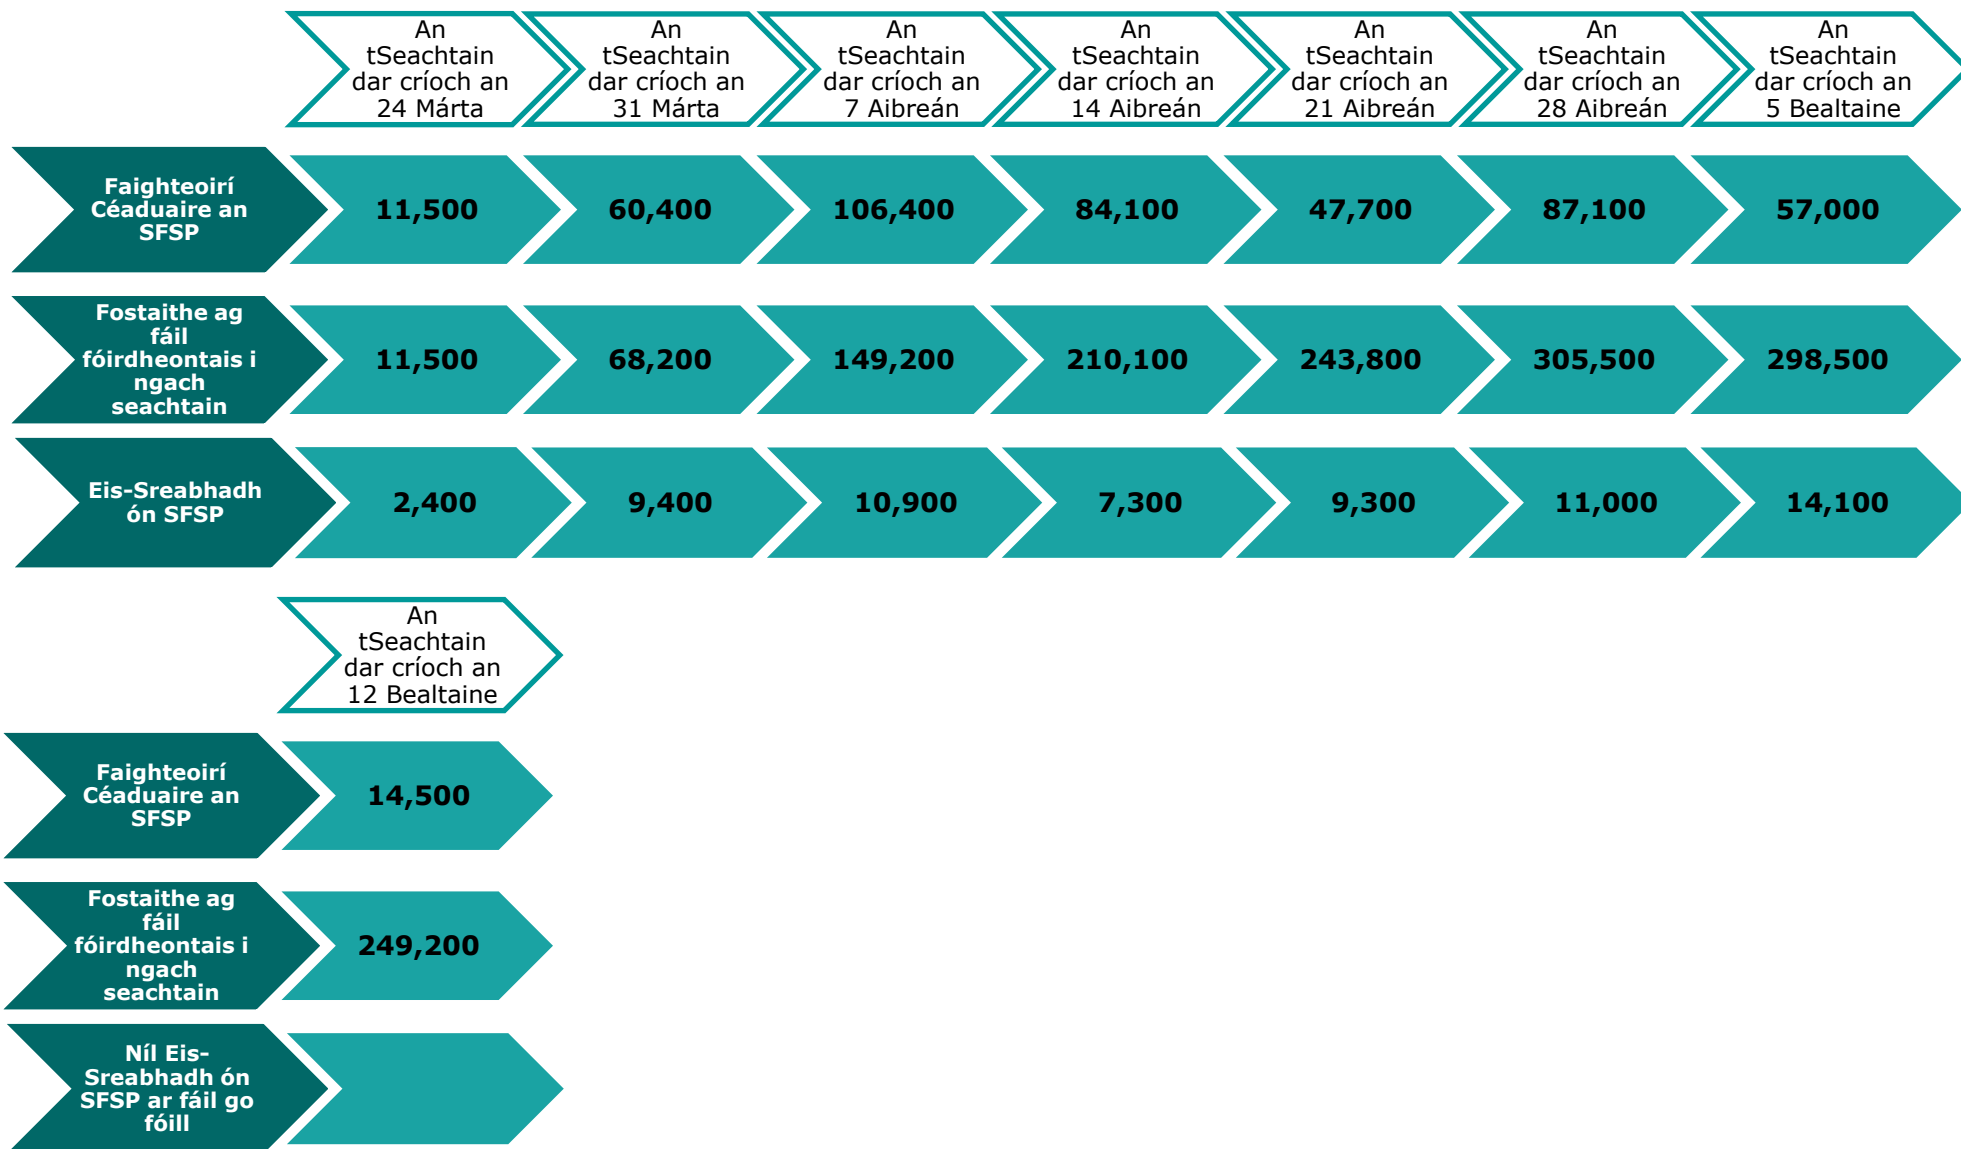 An
tSeachtain
dar críoch an
24 Márta
An
tSeachtain
dar críoch an
31 Márta
An
tSeachtain
dar críoch an
7 Aibreán
An
tSeachtain
dar críoch an
14 Aibreán
An
tSeachtain
dar críoch an
21 Aibreán
An
tSeachtain
dar críoch an
28 Aibreán
An
tSeachtain
dar críoch an
5 Bealtaine
Faighteoirí
Céaduaire an
SFSP
11,500
60,400
106,400
84,100
47,700
87,100
57,000
Fostaithe ag
fáil
fóirdheontais i
ngach
seachtain
11,500
68,200
149,200
210,100
243,800
305,500
298,500
Eis-Sreabhadh
ón SFSP
2,400
9,400
10,900
7,300
9,300
11,000
14,100
An
tSeachtain
dar críoch an
12 Bealtaine
Faighteoirí
Céaduaire an
SFSP
14,500
Fostaithe ag
fáil
fóirdheontais i
ngach
seachtain
249,200
Níl Eis-
Sreabhadh ón
SFSP ar fáil go
fóill